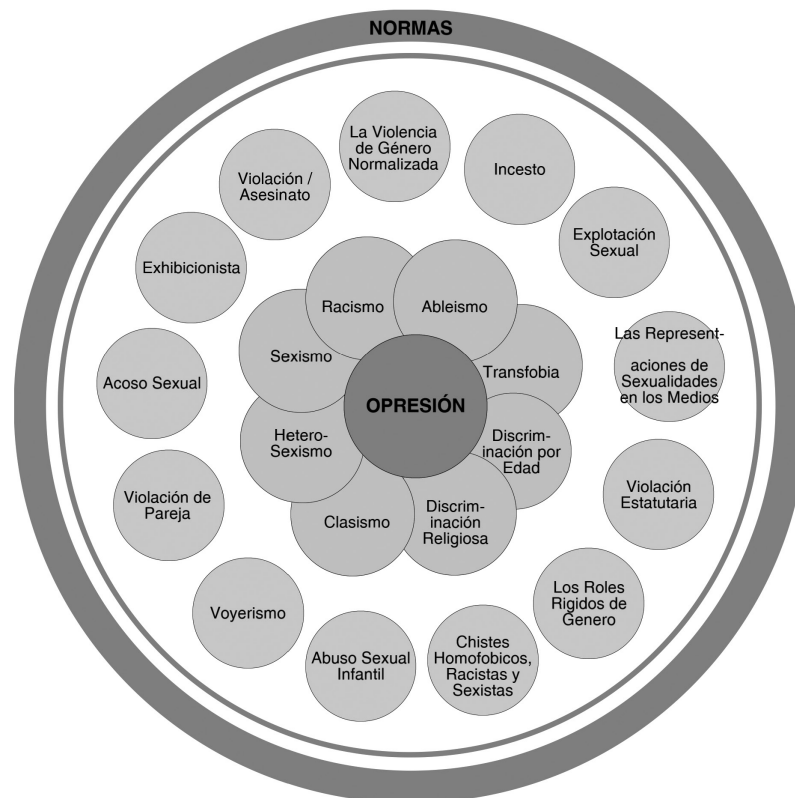 NORMAS
La Violencia
de Género
Normalizada
Incesto
Explotación
Sexual
Las Represent-
aciones de
Sexualidades
en los Medios
Violación
Estatutaria
Los Roles
Rigidos de
Genero
Chistes
Homofobicos,
Racistas y
Sexistas
Abuso Sexual
Infantil
Voyerismo
Violación de
Pareja
Acoso Sexual
Exhibicionista
Violación /
Asesinato
Racismo
Ableismo
Transfobia
Discrim-
inación por
Edad
Discrim-
inación
Religiosa
Clasismo
Hetero-
Sexismo
Sexismo
OPRESIÓN